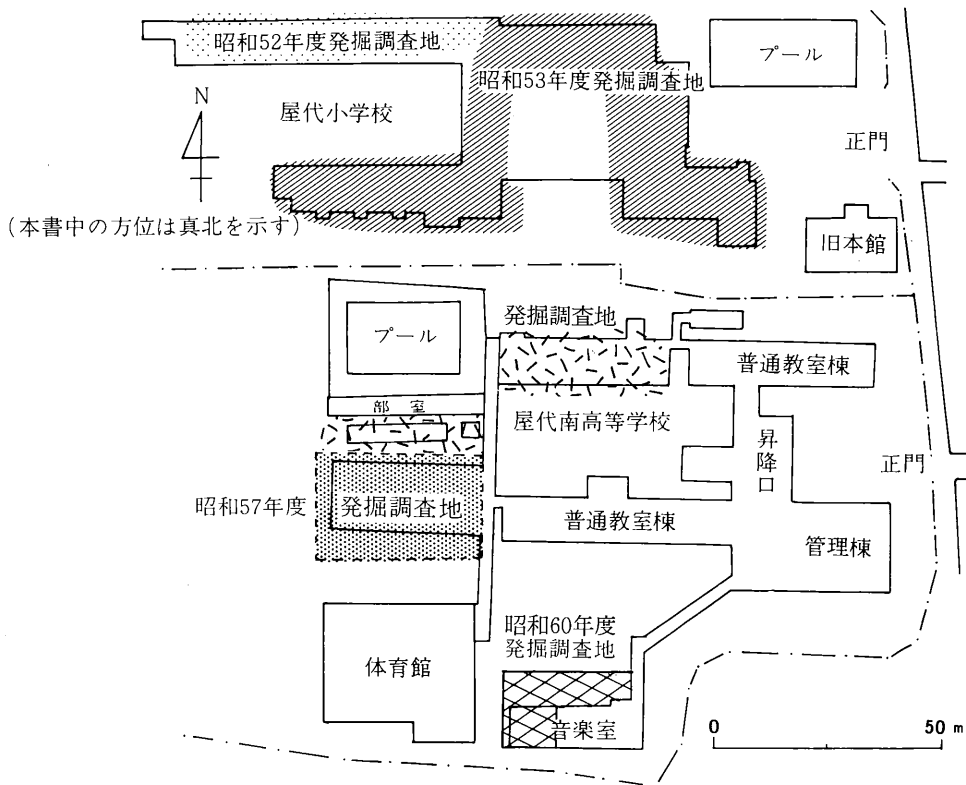 昭和52年度発掘調査地
昭和53年度発掘調査地
プール
N
屋代小学校
正門
(本書中の方位は真北を示す)
旧本館
発掘調査地
プール
普通教室棟
部室
屋代南高等学校
昇降口
正門
昭和57年度
発掘調査地
普通教室棟
管理棟
昭和60年度
発掘調査地
体育館
音楽室
0
50 m